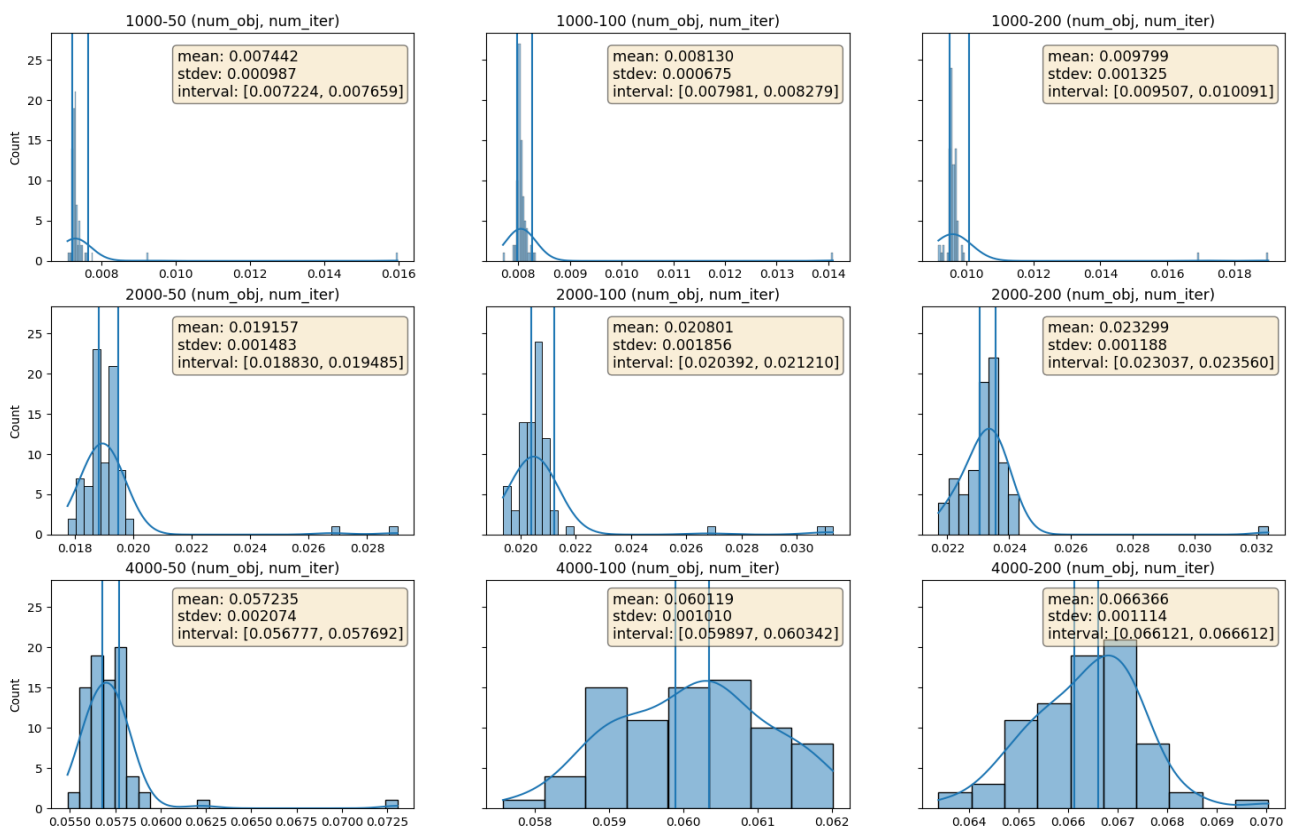 1000-50 (num_obj, num_iter)
1000-100 (num_obj, num_iter)
1000-200 (num_obj, num_iter)
Count
25
20
15
10
5
0
mean: 0.007442
stdev: 0.000987
interval: [0.007224, 0.007659]
mean: 0.008130
stdev: 0.000675
interval: [0.007981, 0.008279]
mean: 0.009799
stdev: 0.001325
interval: [0.009507, 0.010091]
0.008 0.010 0.012 0.014 0.016
0.008 0.009 0.010 0.011 0.012 0.013 0.014
0.010 0.012 0.014 0.016 0.018
2000-50 (num_obj, num_iter)
2000-100 (num_obj, num_iter)
2000-200 (num_obj, num_iter)
Count
25
20
15
10
5
0
mean: 0.019157
stdev: 0.001483
interval: [0.018830, 0.019485]
mean: 0.020801
stdev: 0.001856
interval: [0.020392, 0.021210]
mean: 0.023299
stdev: 0.001188
interval: [0.023037, 0.023560]
0.018 0.020 0.022 0.024 0.026 0.028
0.020 0.022 0.024 0.026 0.028 0.030
0.022 0.024 0.026 0.028 0.030 0.032
4000-50 (num_obj, num_iter)
4000-100 (num_obj, num_iter)
4000-200 (num_obj, num_iter)
Count
25
20
15
10
5
0
mean: 0.057235
stdev: 0.002074
interval: [0.056777, 0.057692]
mean: 0.060119
stdev: 0.001010
interval: [0.059897, 0.060342]
mean: 0.066366
stdev: 0.001114
interval: [0.066121, 0.066612]
0.0550 0.0575 0.0600 0.0625 0.0650 0.0675 0.0700 0.0725
0.058 0.059 0.060 0.061 0.062
0.064 0.065 0.066 0.067 0.068 0.069 0.070